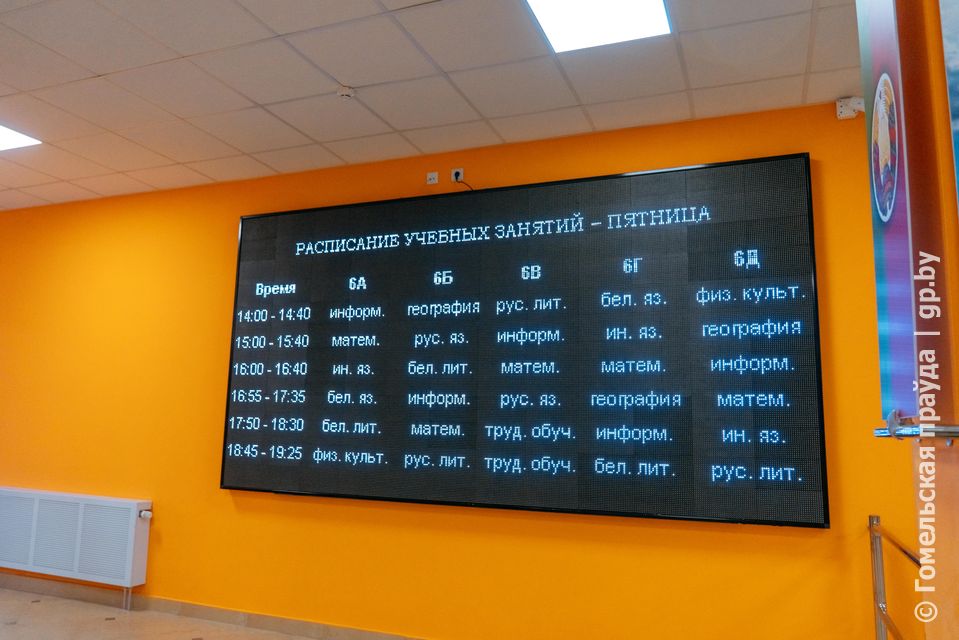 РАСПИСАНИЕ УЧЕБНЫХ ЗАНЯТИЙ – ПЯТНИЦА
Время 6А 6Б 6В 6Г 6Д
14:00 - 14:40 информ. география рус. лит. бел. яз. физ. культ.
15:00 - 15:40 матем. рус. яз. информ. ин. яз. география
16:00 - 16:40 ин. яз. бел. лит. матем. матем. информ.
16:55 - 17:35 бел. яз. информ. рус. яз. география матем.
17:50 - 18:30 бел. лит. матем. труд. обуч. информ. ин. яз.
18:45 - 19:25 физ. культ. рус. лит. труд. обуч. бел. лит. рус. лит.
© Гомельская праўда | gp.by